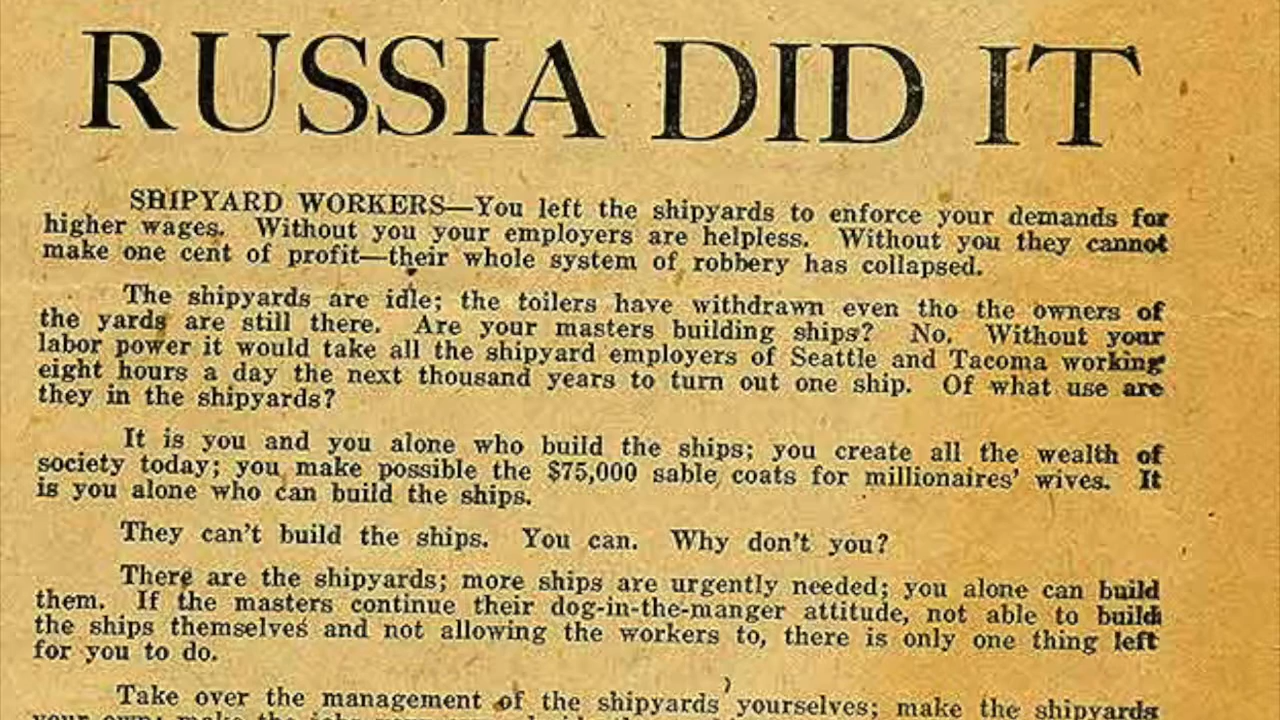 RUSSIA DID IT
SHIPYARD WORKERS—You left the shipyards to enforce your demands for
higher wages. Without you your employers are helpless. Without you they cannot
make one cent of profit—their whole system of robbery has collapsed.
The shipyards are idle; the toilers have withdrawn even tho the owners of
the yards are still there. Are your masters building ships? No. Without your
labor power it would take all the shipyard employers of Seattle and Tacoma working
eight hours a day the next thousand years to turn out one ship. Of what use are
they in the shipyards?
It is you and you alone who build the ships; you create all the wealth of
society today; you make possible the $75,000 sable coats for millionaires' wives. It
is you alone who can build the ships.
They can't build the ships. You can. Why don't you?
There are the shipyards; more ships are urgently needed; you alone can build
them. If the masters continue their dog-in-the-manger attitude, not able to build
the ships themselves and not allowing the workers to, there is only one thing left
for you to do.
Take over the management of the shipyards yourselves; make the shipyards